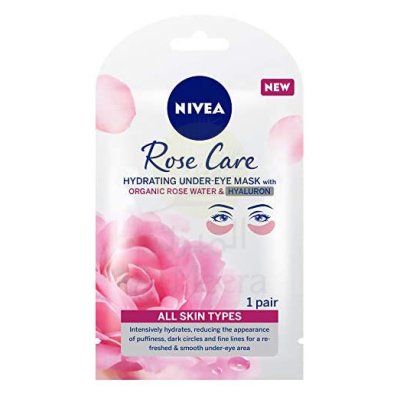 NIVEA
NEW
Rose Care
HYDRATING UNDER-EYE MASK with
ORGANIC ROSE WATER & HYALURON
1 pair
ALL SKIN TYPES
Intensively hydrates, reducing the appearance
of puffiness, dark circles and fine lines for a re-
freshed & smooth under-eye area